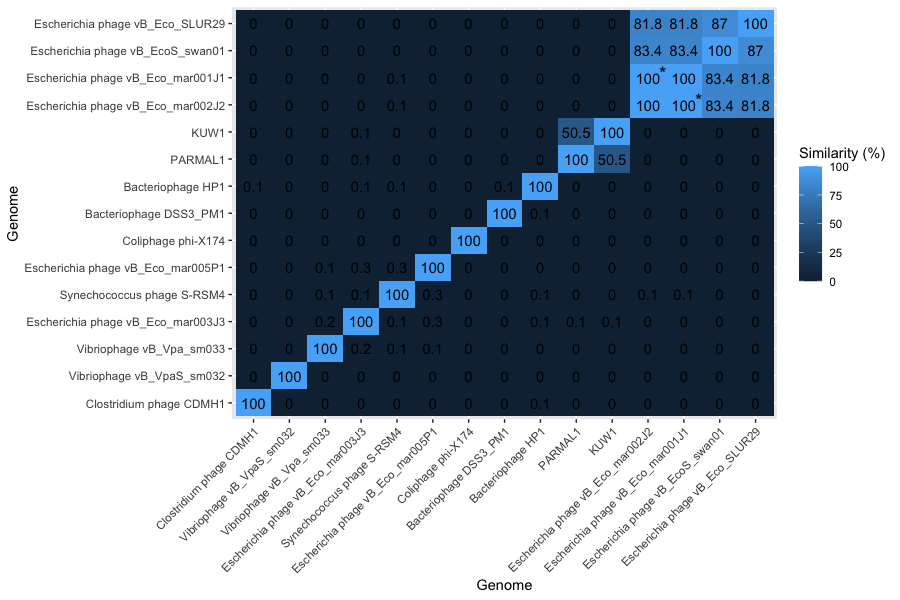 Escherichia phage vB_Eco_SLUR29 0 0 0 0 0 0 0 0 0 0 0 81.8 81.8 87 100
Escherichia phage vB_EcoS_swan01 0 0 0 0 0 0 0 0 0 0 0 83.4 83.4 100 87
Escherichia phage vB_Eco_mar001J1 0 0 0 0 0.1 0 0 0 0 0 0 100* 100 83.4 81.8
Escherichia phage vB_Eco_mar002J2 0 0 0 0 0.1 0 0 0 0 0 0 100 100* 83.4 81.8
KUW1 0 0 0 0.1 0 0 0 0 0 50.5 100 0 0 0 0
PARMAL1 0 0 0 0.1 0 0 0 0 0 100 50.5 0 0 0 0
Bacteriophage HP1 0.1 0 0 0.1 0.1 0 0 0.1 100 0 0 0 0 0 0
Bacteriophage DSS3_PM1 0 0 0 0 0 0 0 100 0.1 0 0 0 0 0 0
Coliphage phi-X174 0 0 0 0 0 0 100 0 0 0 0 0 0 0 0
Escherichia phage vB_Eco_mar005P1 0 0 0.1 0.3 0.3 100 0 0 0 0 0 0 0 0 0
Synechococcus phage S-RSM4 0 0 0.1 0.1 100 0.3 0 0 0.1 0 0 0.1 0.1 0 0
Escherichia phage vB_Eco_mar003J3 0 0 0.2 100 0.1 0.3 0 0 0.1 0.1 0.1 0 0 0 0
Vibriophage vB_Vpa_sm033 0 0 100 0.2 0.1 0.1 0 0 0 0 0 0 0 0 0
Vibriophage vB_VpaS_sm032 0 100 0 0 0 0 0 0 0 0 0 0 0 0 0
Clostridium phage CDMH1 100 0 0 0 0 0 0 0 0.1 0 0 0 0 0 0
Genome
Clostridium phage CDMH1
Vibriophage vB_VpaS_sm032
Vibriophage vB_Vpa_sm033
Escherichia phage vB_Eco_mar003J3
Synechococcus phage S-RSM4
Escherichia phage vB_Eco_mar005P1
Coliphage phi-X174
Bacteriophage DSS3_PM1
Bacteriophage HP1
PARMAL1
KUW1
Escherichia phage vB_Eco_mar002J2
Escherichia phage vB_Eco_mar001J1
Escherichia phage vB_EcoS_swan01
Escherichia phage vB_Eco_SLUR29
Genome
Similarity (%)
100
75
50
25
0